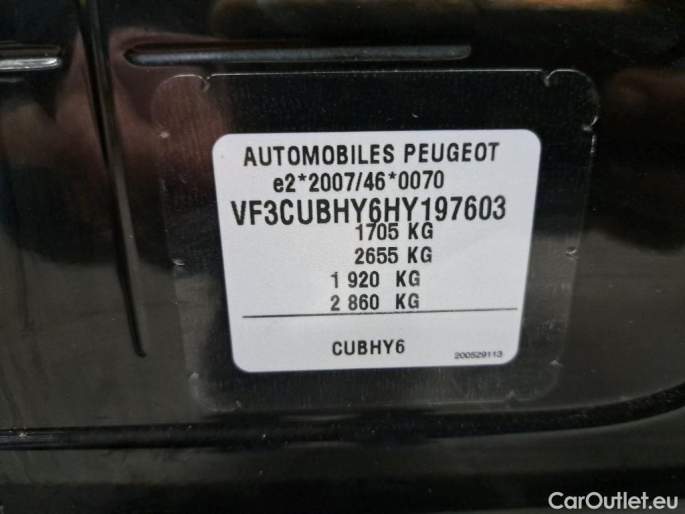 AUTOMOBILES PEUGEOT
e2*2007/46*0070
VF3CUBHY6HY197603
1705 KG
2655 KG
1 920 KG
2 860 KG
CUBHY6
200529113
CarOutlet.eu